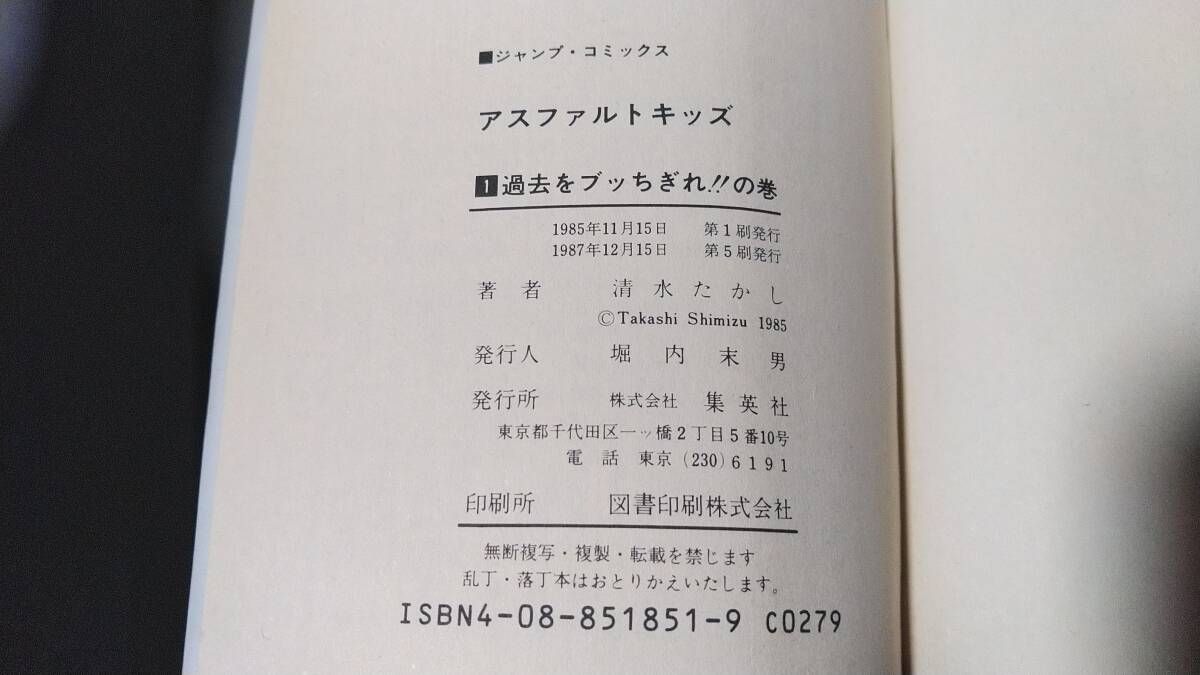 ■ジャンプ・コミックス
アスファルトキッズ
1 過去をブッちぎれ!!の巻
1985年11月15日 第1刷発行
1987年12月15日 第5刷発行
著者 清水たかし
©Takashi Shimizu 1985
発行人 堀内末男
発行所 株式会社 集英社
東京都千代田区一ッ橋2丁目5番10号
電話 東京(230)6191
印刷所 図書印刷株式会社
無断複写・複製・転載を禁じます
乱丁・落丁本はおとりかえいたします。
ISBN4-08-851851-9 C0279